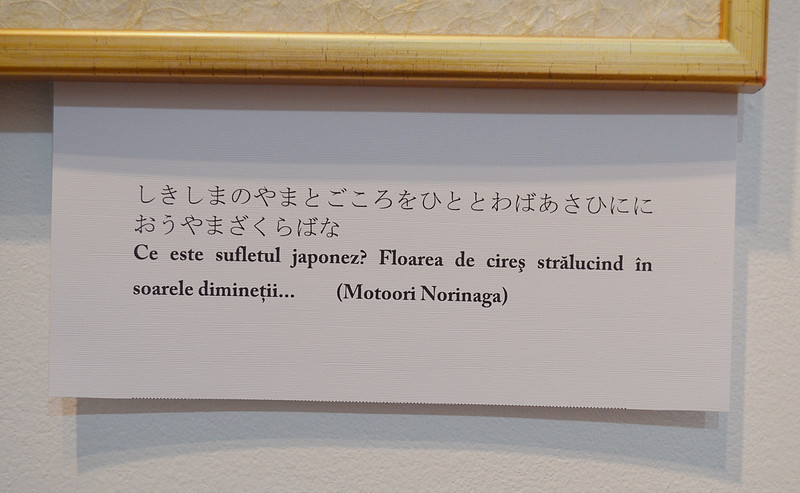 しきしまのやまとごころをひととわばあさひにに
おうやまざくらばな
Ce este sufletul japonez? Floarea de cireş strălucind în
soarele dimineții... (Motoori Norinaga)